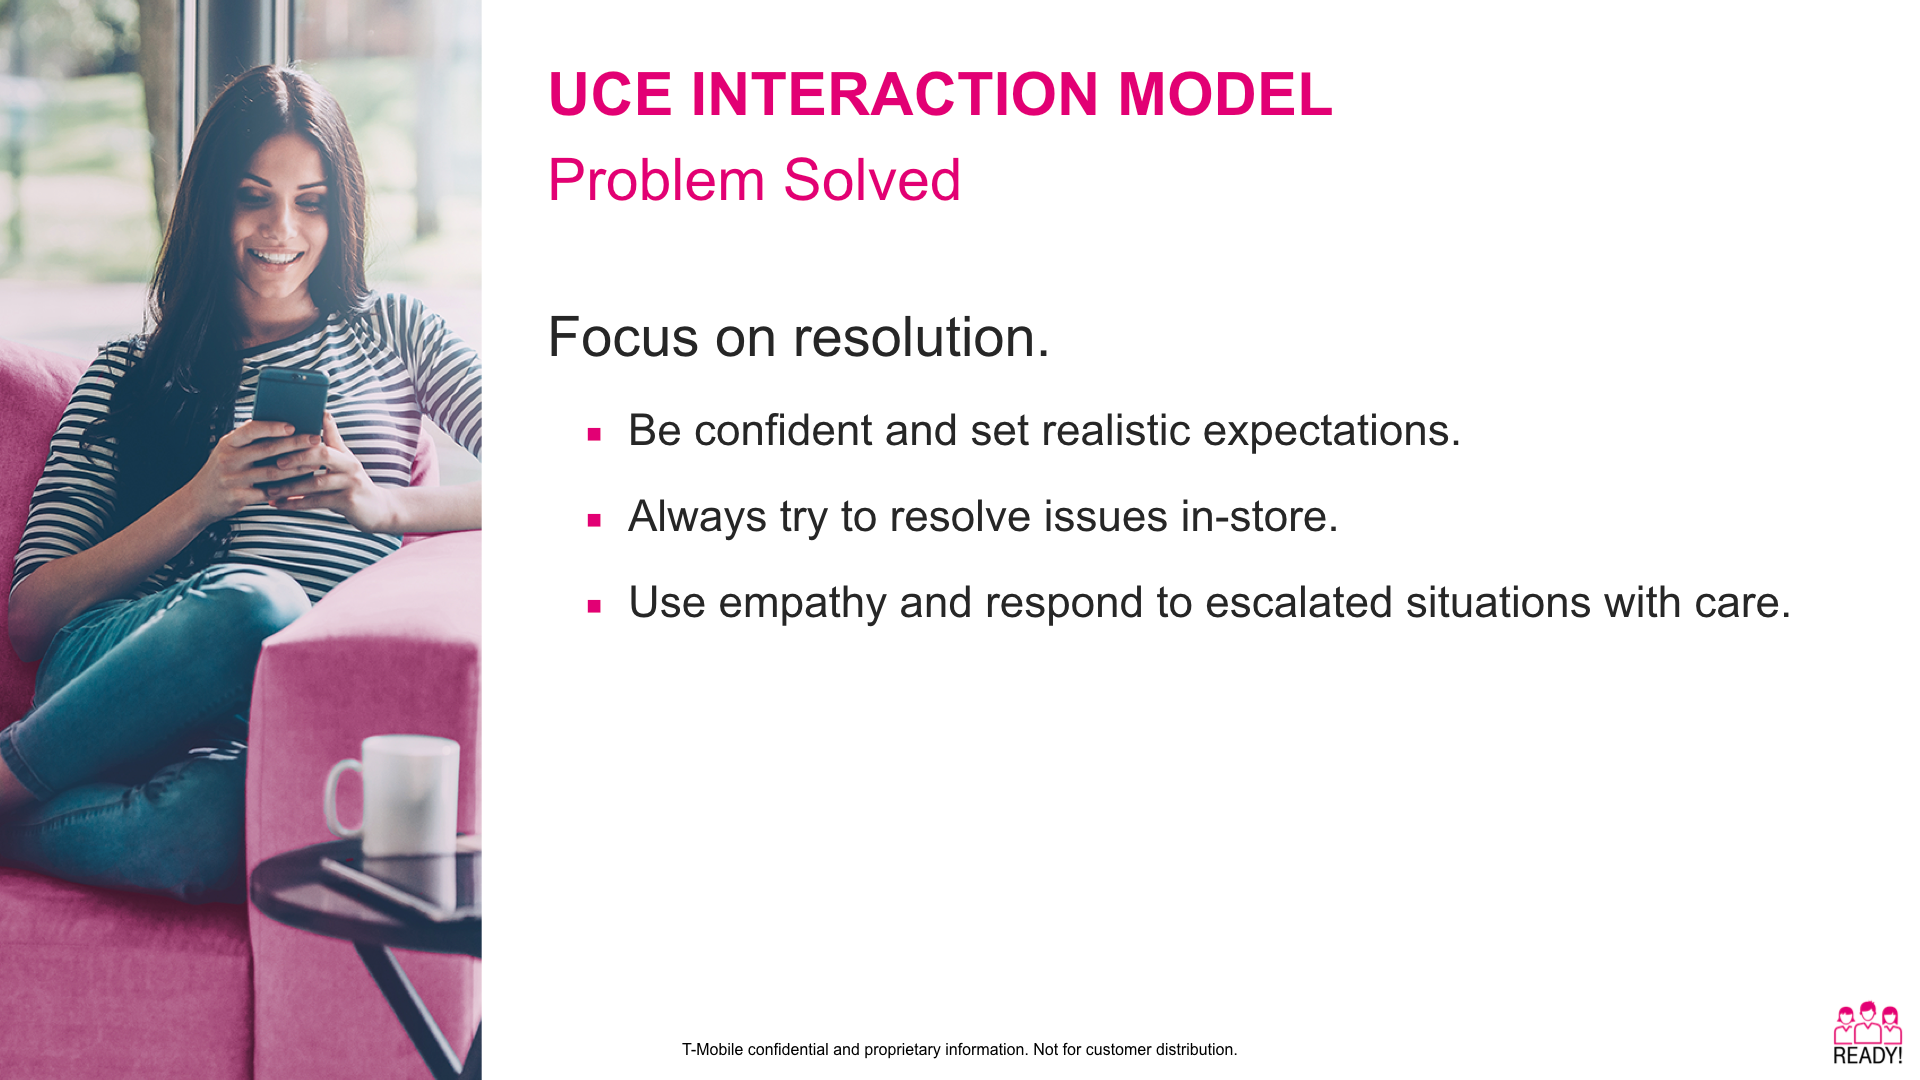 UCE INTERACTION MODEL
Problem Solved
Focus on resolution.
Be confident and set realistic expectations.
Always try to resolve issues in-store.
Use empathy and respond to escalated situations with care.
T-Mobile confidential and proprietary information. Not for customer distribution.
READY!